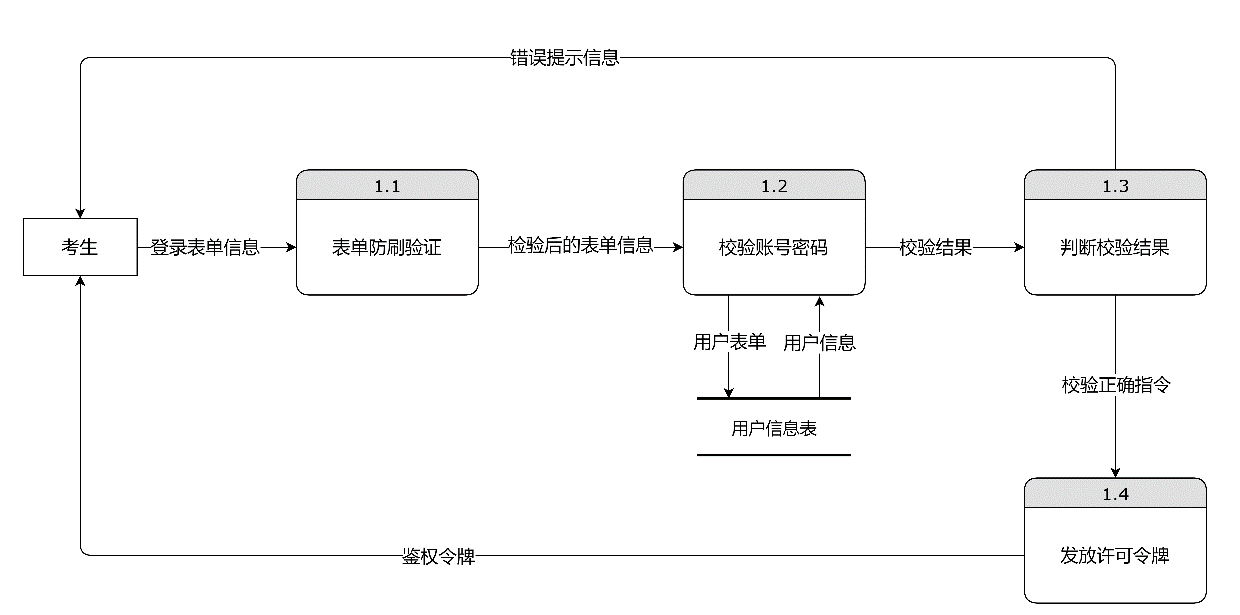 错误提示信息
1.1
1.2
1.3
考生
登录表单信息
表单防刷验证
检验后的表单信息
校验账号密码
校验结果
判断校验结果
用户表单
用户信息
校验正确指令
用户信息表
1.4
鉴权令牌
发放许可令牌